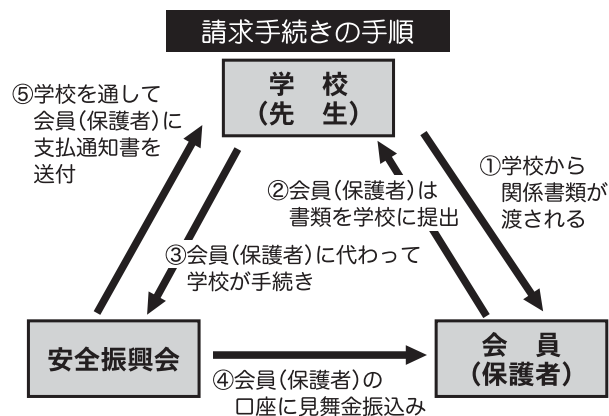 請求手続きの手順
学　校
（先　生）
⑤学校を通して
会員（保護者）に
支払通知書を
送付
①学校から
関係書類が
渡される
②会員（保護者）は
書類を学校に提出
③会員（保護者）に代わって
学校が手続き
安全振興会
会　員
（保護者）
④会員（保護者）の
口座に見舞金振込み